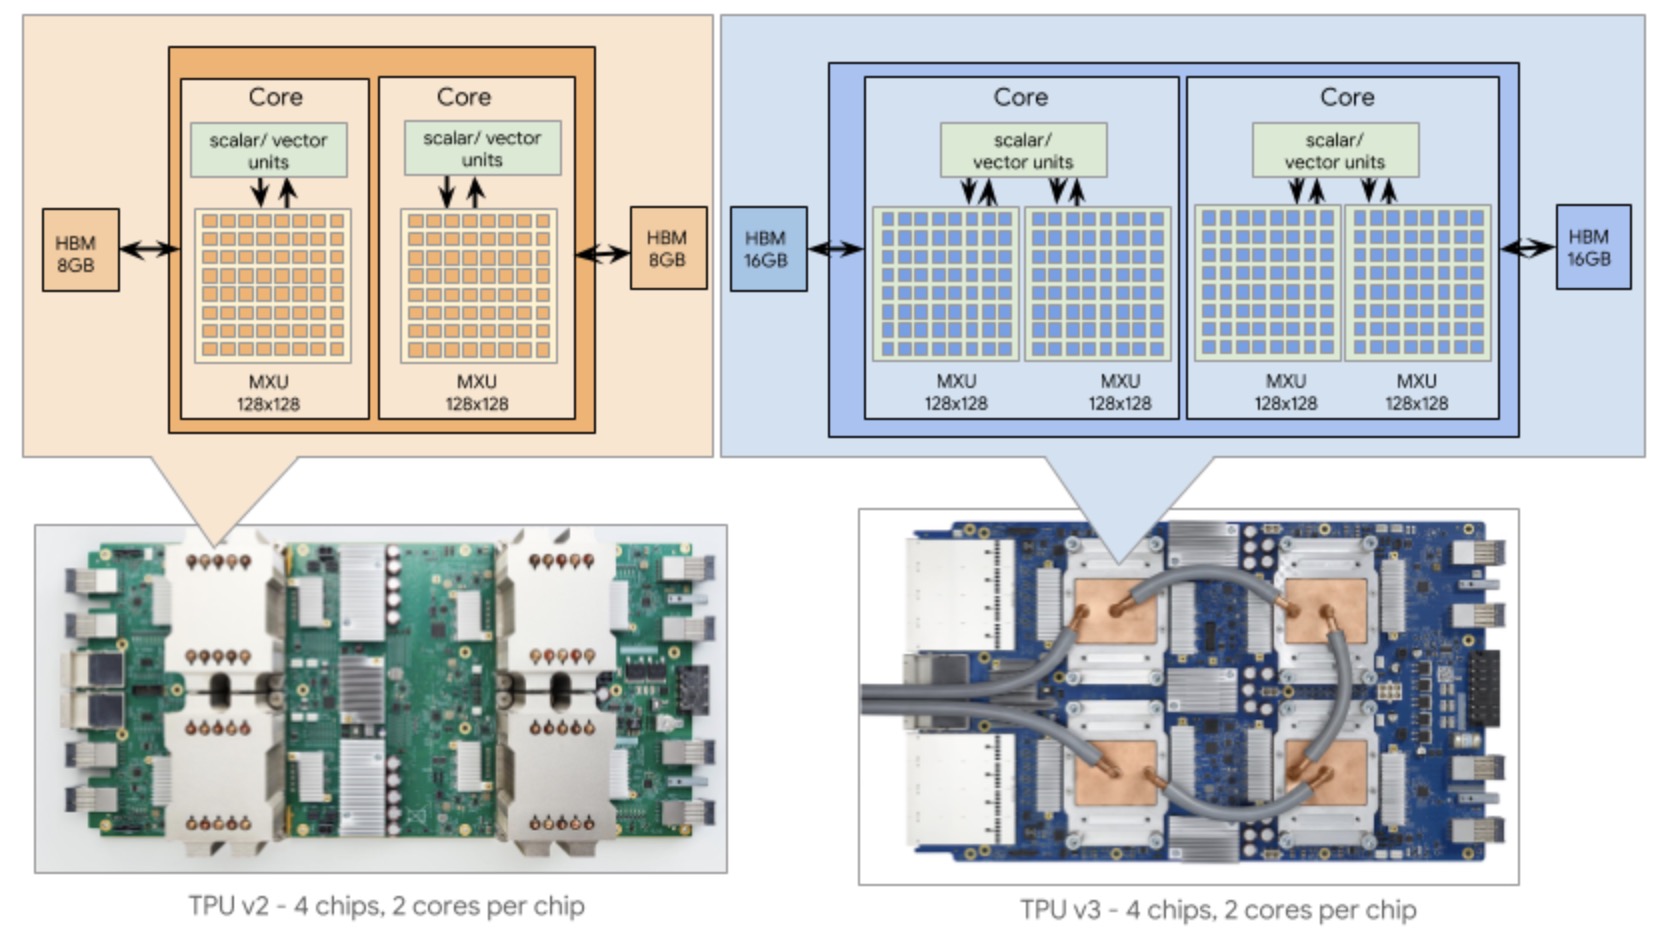 Core
scalar/ vector
units
HBM
8GB
MXU
128x128
Core
scalar/ vector
units
MXU
128x128
HBM
8GB
HBM
16GB
Core
scalar/
vector units
MXU
128x128
MXU
128x128
Core
scalar/
vector units
MXU
128x128
MXU
128x128
HBM
16GB
TPU v2 - 4 chips, 2 cores per chip
TPU v3 - 4 chips, 2 cores per chip